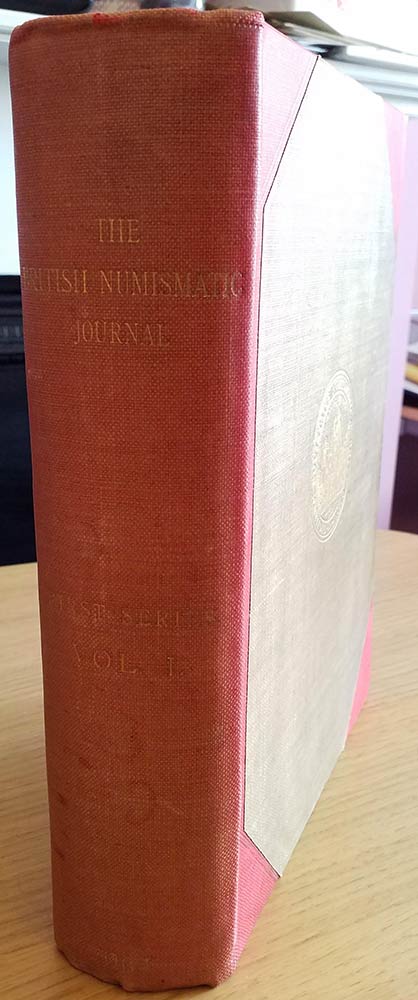 THE
BRITISH NUMISMATIC
JOURNAL
FIRST SERIES
VOL. I.